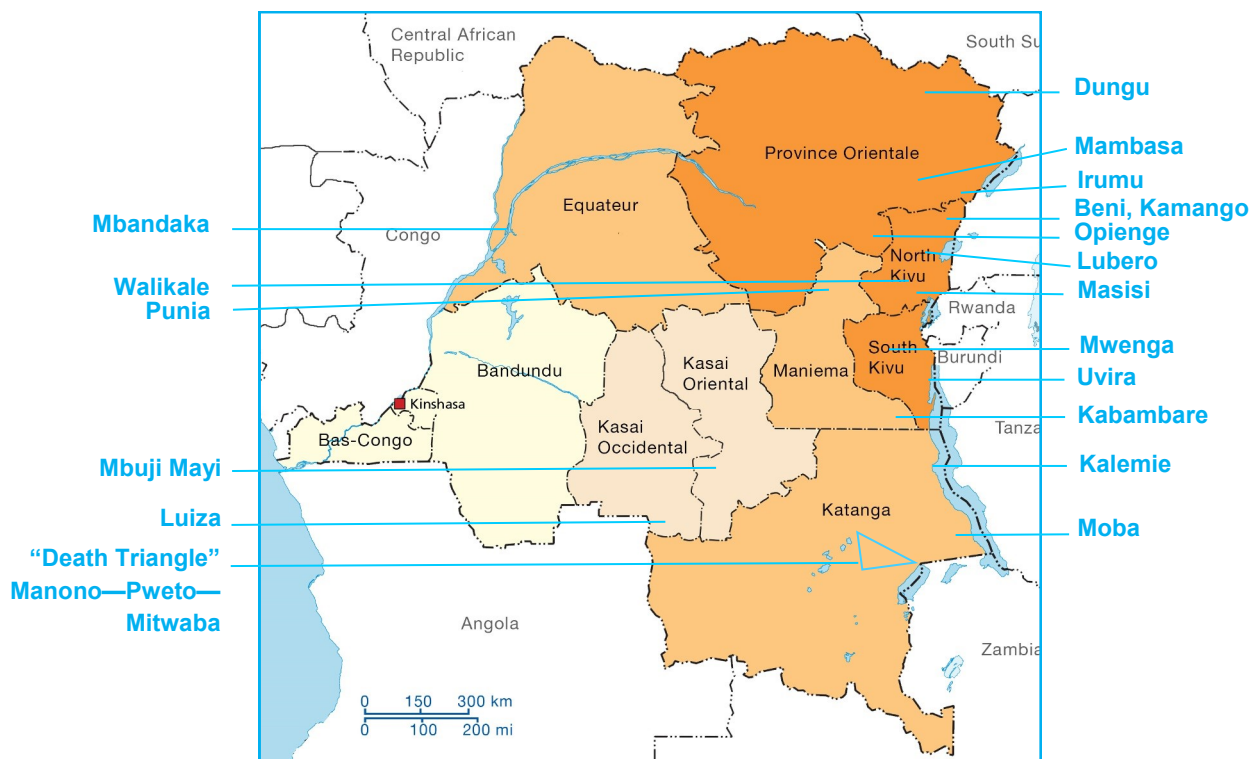 Central African
Republic
South Su
Dungu
Mambasa
Province Orientale
Irumu
Equateur
Beni, Kamango
Mbandaka
Congo
Opienge
North
Kivu
Lubero
Walikale
Masisi
Punia
Rwanda
South
Kivu
Mwenga
Burundi
Kasai
Oriental
Bandundu
Maniema
Uvira
Kinshasa
Kabambare
Tanza
Bas-Congo
Kasai
Occidental
Mbuji Mayi
Kalemie
Luiza
Katanga
Moba
“Death Triangle”
Manono—Pweto—
Mitwaba
Angola
Zambia
0 150 300 km
0 100 200 mi